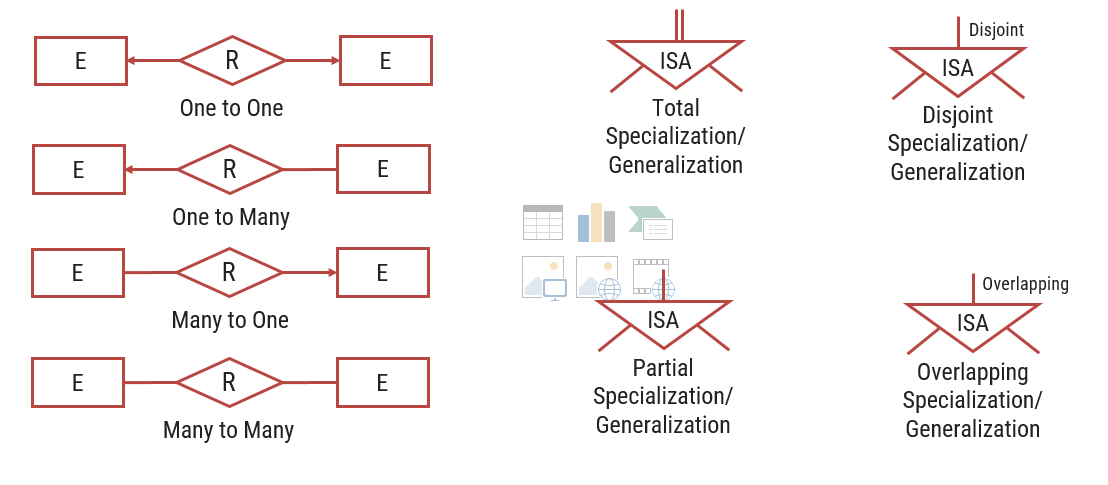 E R E
One to One
E R E
One to Many
E R E
Many to One
E R E
Many to Many
ISA
Total
Specialization/
Generalization
Disjoint
ISA
Disjoint
Specialization/
Generalization
ISA
Partial
Specialization/
Generalization
Overlapping
ISA
Overlapping
Specialization/
Generalization